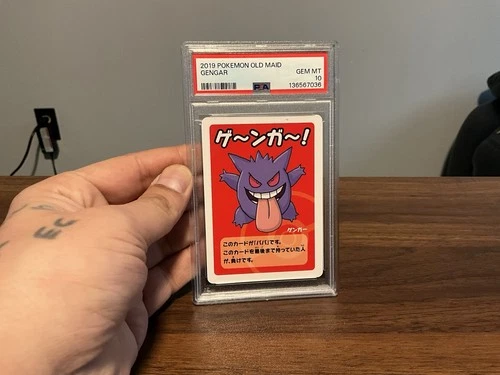 2019 POKEMON OLD MAID
GENGAR
GEM MT
10
136567036
PSA
ゲ～ンガ～!
ゲンガー
このカードが「ババ」です。
このカードを最後まで持っていた人
が、負けです。
EC